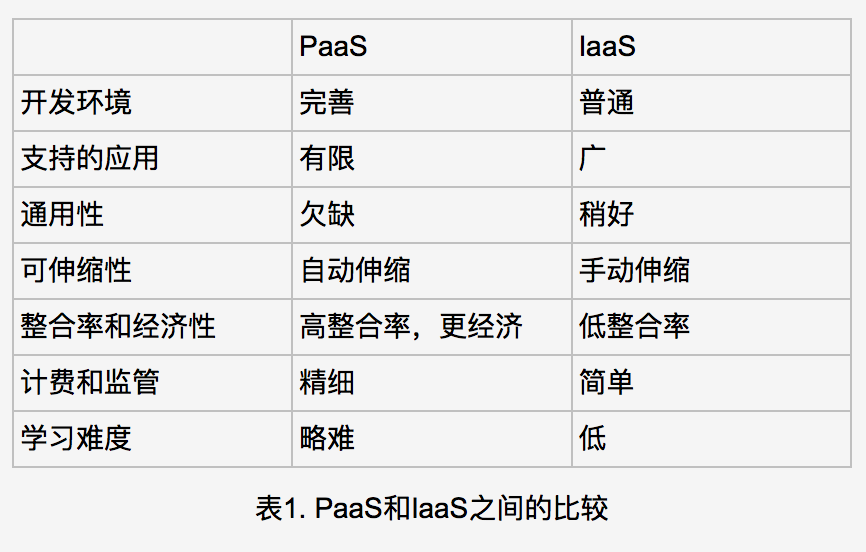 PaaS IaaS
开发环境 完善 普通
支持的应用 有限 广
通用性 欠缺 稍好
可伸缩性 自动伸缩 手动伸缩
整合率和经济性 高整合率，更经济 低整合率
计费和监管 精细 简单
学习难度 略难 低
表1. PaaS和IaaS之间的比较